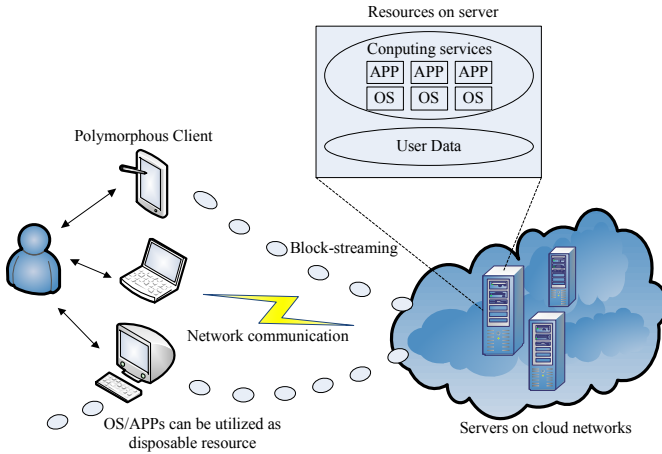 Resources on server
Computing services
APP APP APP
OS OS OS
User Data
Polymorphous Client
Block-streaming
Network communication
OS/APPs can be utilized as
disposable resource
Servers on cloud networks